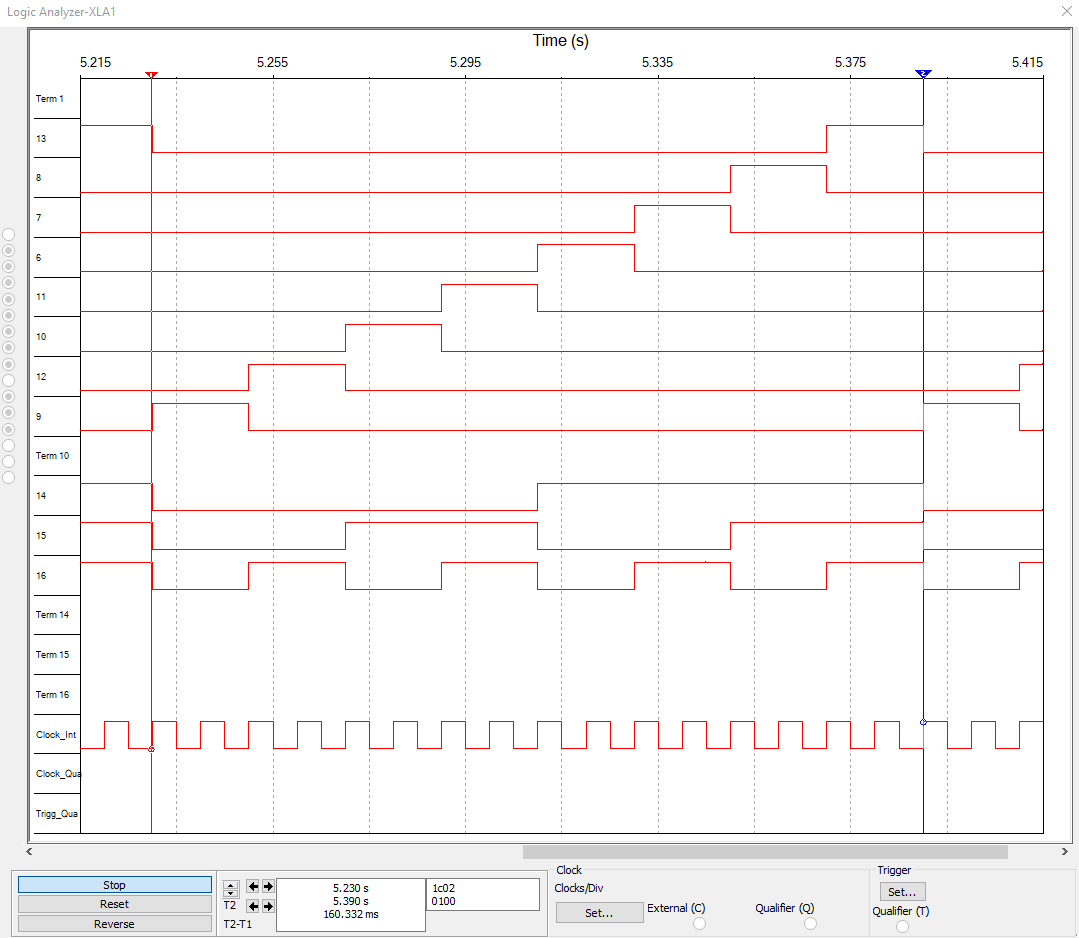 Logic Analyzer-XLA1
Time (s)
5.215 5.255 5.295 5.335 5.375 5.415
1 2
Term 1
13
8
7
6
11
10
12
9
Term 10
14
15
16
Term 14
Term 15
Term 16
Clock_Int
Clock_Qua
Trigg_Qua
Stop
Reset
Reverse
T2
T2-T1
5.230 s
5.390 s
160.332 ms
1c02
0100
Clock
Clocks/Div
Set...
External (C)
Qualifier (Q)
Trigger
Set...
Qualifier (T)